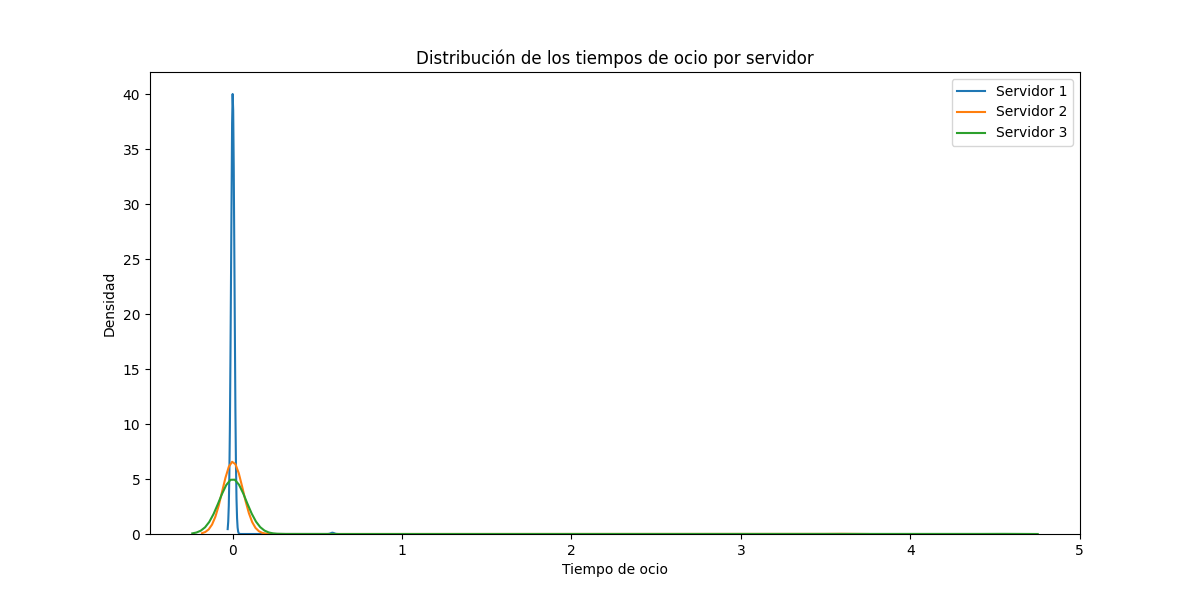 Distribución de los tiempos de ocio por servidor
Servidor 1
Servidor 2
Servidor 3
Densidad
40
35
30
25
20
15
10
5
0
0 1 2 3 4 5
Tiempo de ocio